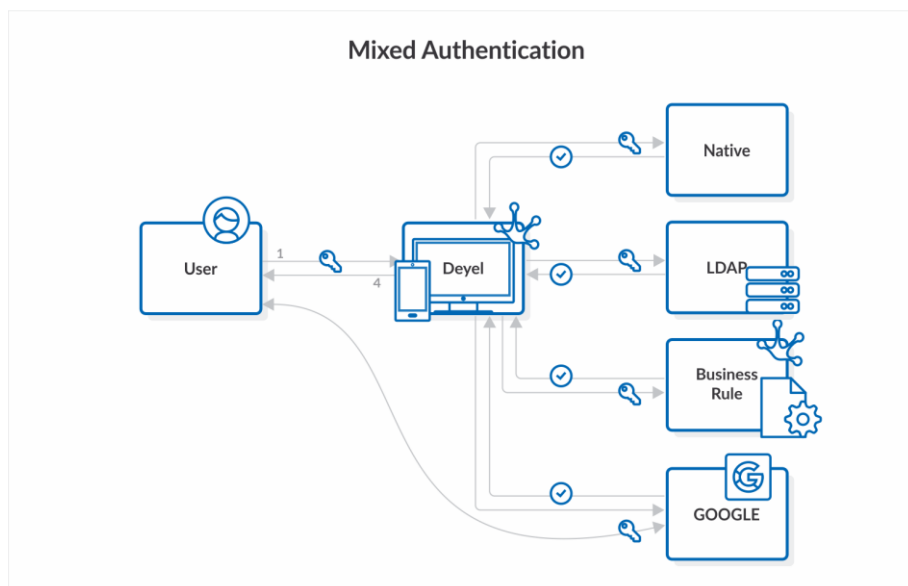 Mixed Authentication
Native
User
1
4
Deyel
LDAP
Business
Rule
GOOGLE